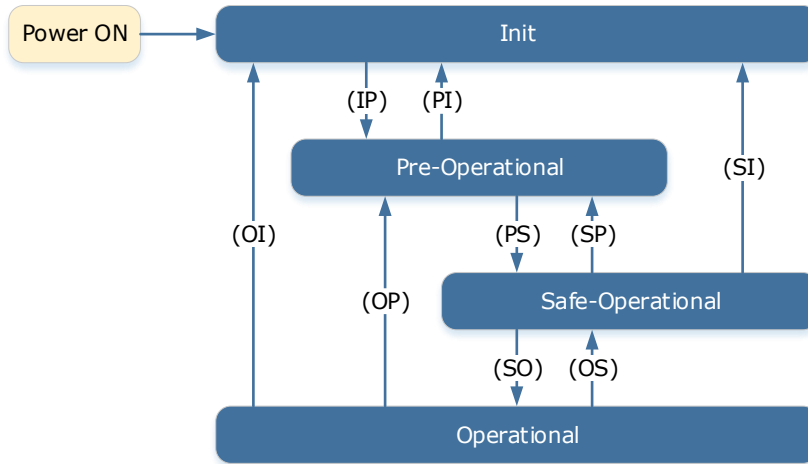 Power ON
Init
(IP)
(PI)
Pre-Operational
(SI)
(OI)
(PS)
(SP)
(OP)
Safe-Operational
(SO)
(OS)
Operational